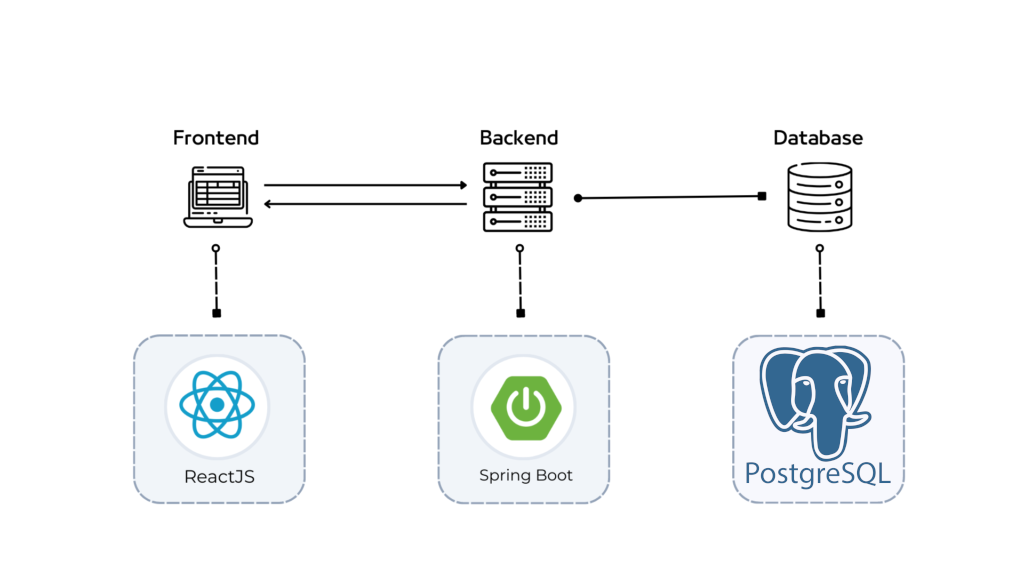 Frontend
Backend
Database
ReactJS
Spring Boot
PostgreSQL